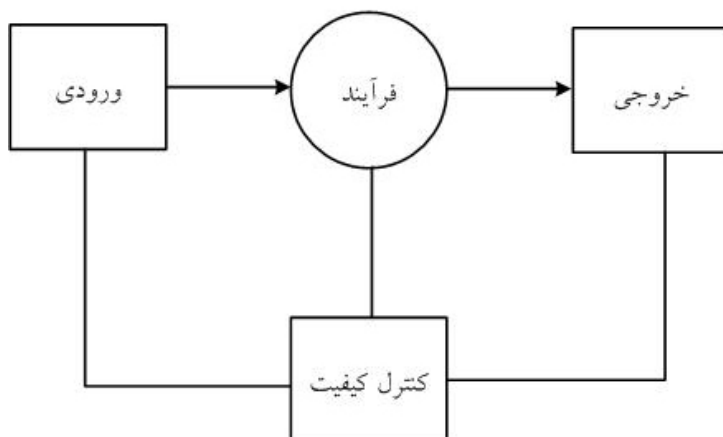 ورودی
فرآیند
خروجی
کنترل کیفیت